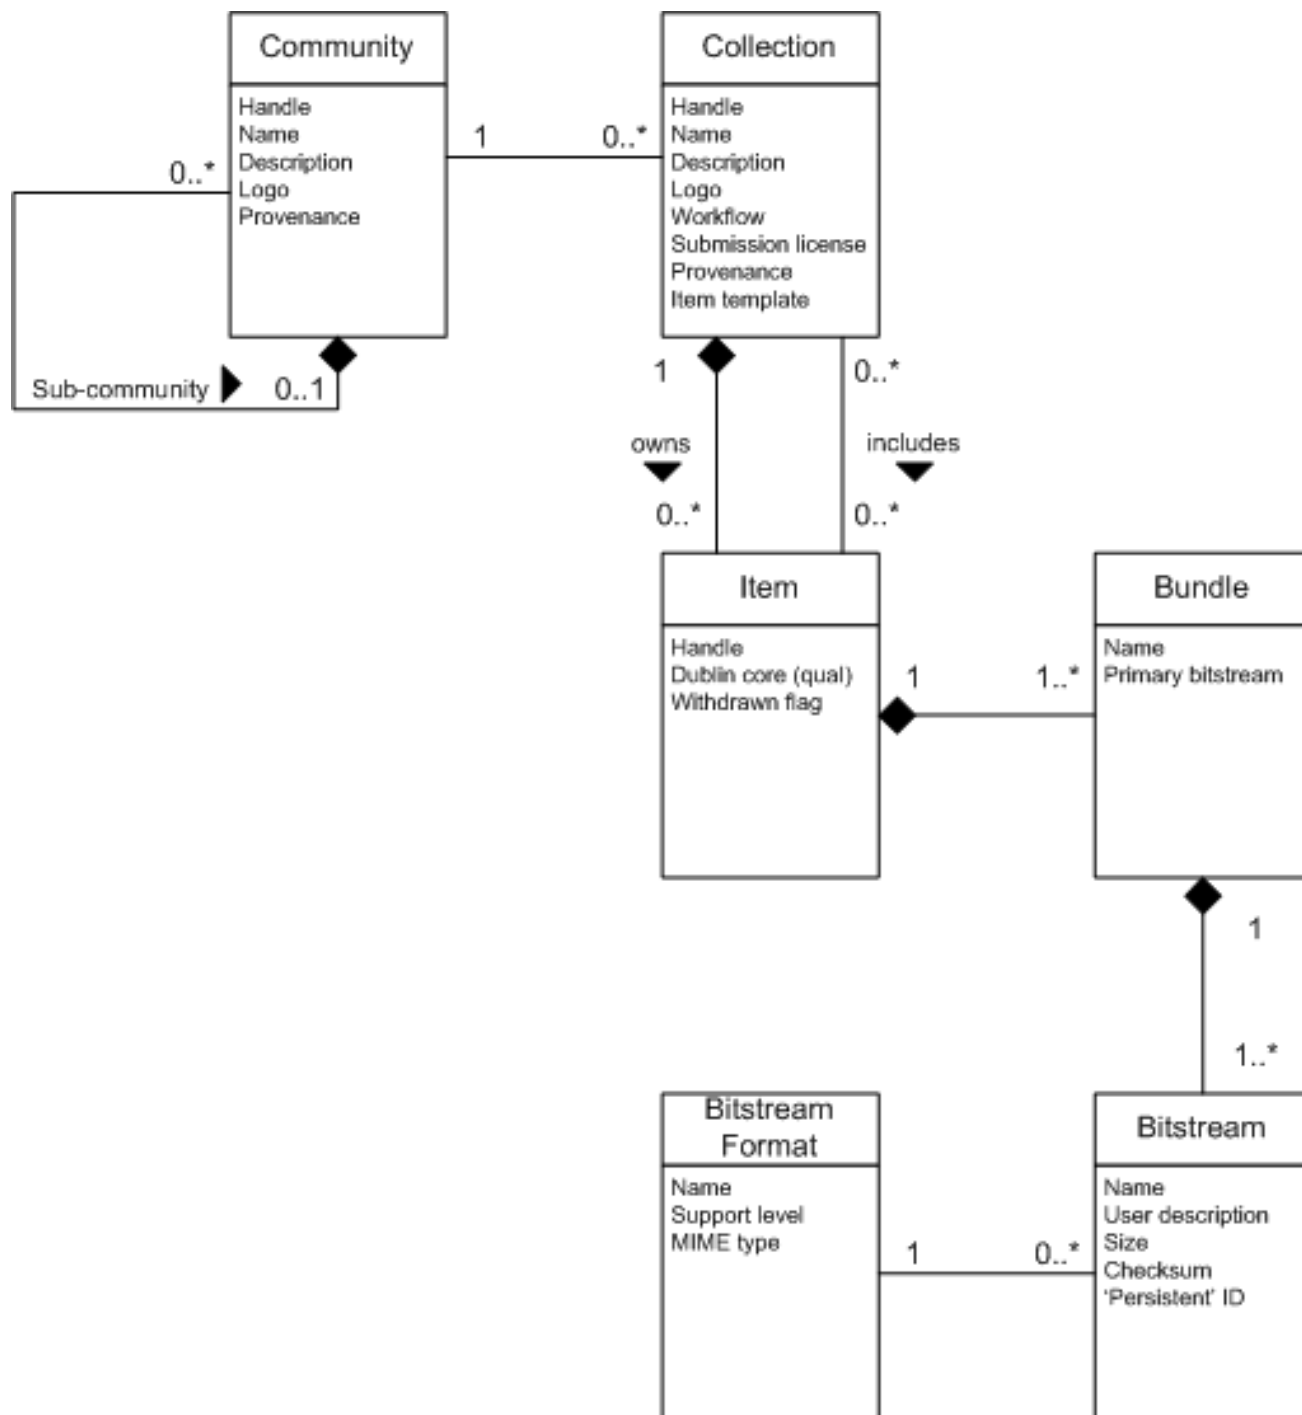 Community
Handle
Name
Description
Logo
Provenance
0..*
Sub-community
0..1
1
0..*
Collection
Handle
Name
Description
Logo
Workflow
Submission license
Provenance
Item template
1
0..*
owns
includes
0..*
0..*
Item
Handle
Dublin core (qual)
Withdrawn flag
1
1..*
Bundle
Name
Primary bitstream
1
1..*
Bitstream
Format
Name
Support level
MIME type
1
0..*
Bitstream
Name
User description
Size
Checksum
‘Persistent’ ID